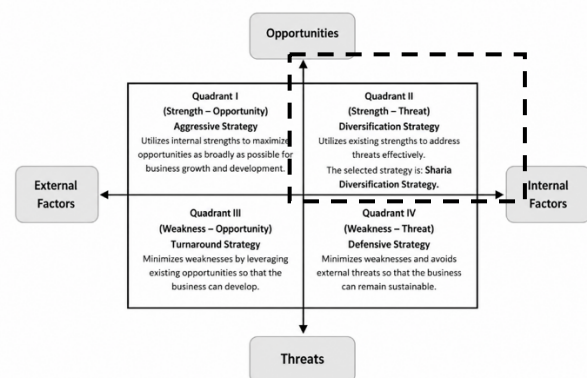 Opportunities
Quadrant I
(Strength – Opportunity)
Aggressive Strategy
Utilizes internal strengths to maximize
opportunities as broadly as possible for
business growth and development.
Quadrant II
(Strength – Threat)
Diversification Strategy
Utilizes existing strengths to address
threats effectively.
The selected strategy is: Sharia
Diversification Strategy.
External
Factors
Internal
Factors
Quadrant III
(Weakness – Opportunity)
Turnaround Strategy
Minimizes weaknesses by leveraging
existing opportunities so that the
business can develop.
Quadrant IV
(Weakness – Threat)
Defensive Strategy
Minimizes weaknesses and avoids
external threats so that the business
can remain sustainable.
Threats